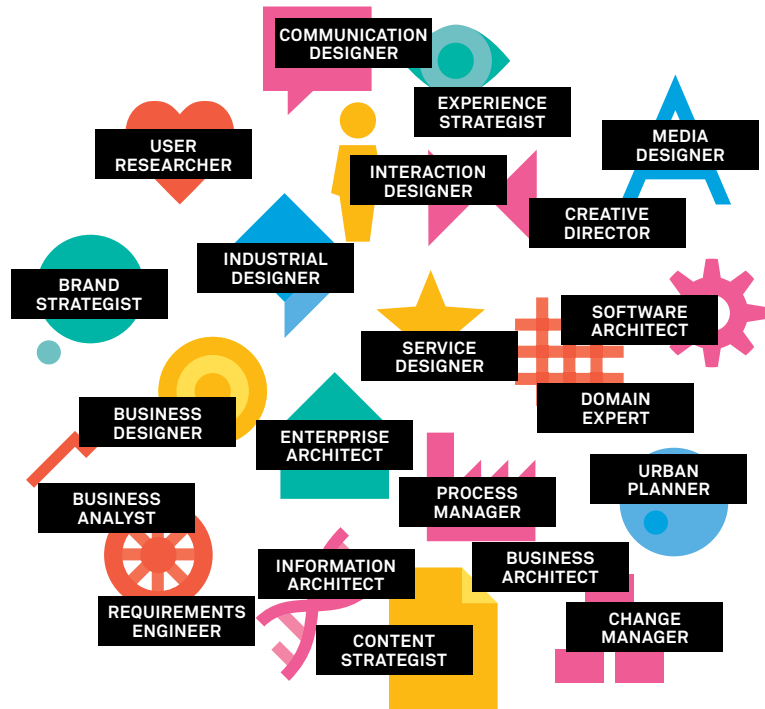 COMMUNICATION
DESIGNER
EXPERIENCE
STRATEGIST
MEDIA
DESIGNER
USER
RESEARCHER
INTERACTION
DESIGNER
CREATIVE
DIRECTOR
INDUSTRIAL
DESIGNER
BRAND
STRATEGIST
SOFTWARE
ARCHITECT
SERVICE
DESIGNER
DOMAIN
EXPERT
BUSINESS
DESIGNER
ENTERPRISE
ARCHITECT
URBAN
PLANNER
PROCESS
MANAGER
BUSINESS
ANALYST
BUSINESS
ARCHITECT
INFORMATION
ARCHITECT
REQUIREMENTS
ENGINEER
CHANGE
MANAGER
CONTENT
STRATEGIST